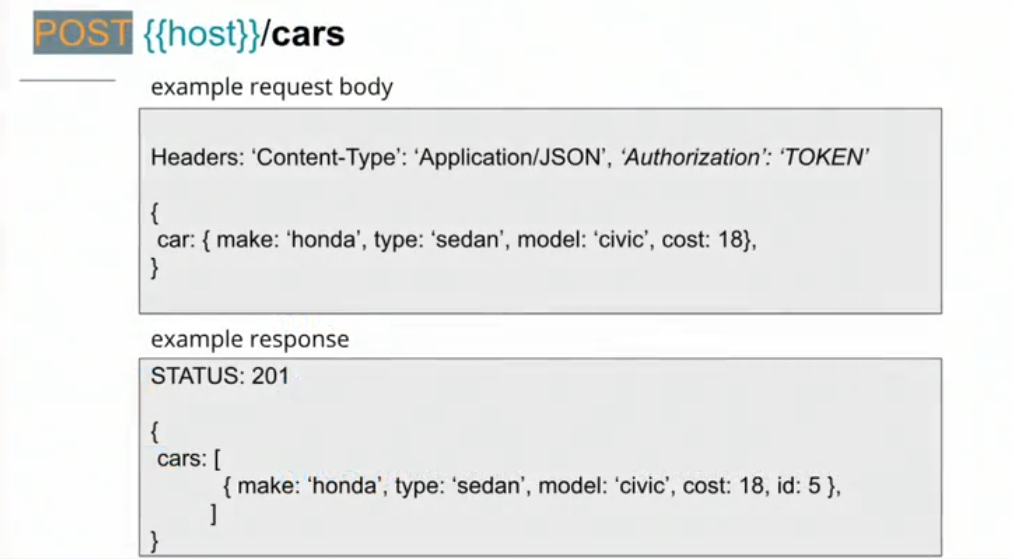 POST {{host}}/cars
example request body
Headers: ‘Content-Type’: ‘Application/JSON’, ‘Authorization’: ‘TOKEN’
{
car: { make: ‘honda’, type: ‘sedan’, model: ‘civic’, cost: 18},
}
example response
STATUS: 201
{
cars: [
{ make: ‘honda’, type: ‘sedan’, model: ‘civic’, cost: 18, id: 5 },
]
}